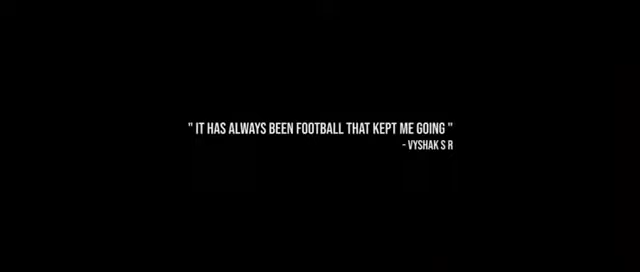 " IT HAS ALWAYS BEEN FOOTBALL THAT KEPT ME GOING "
- VYSHAK S R